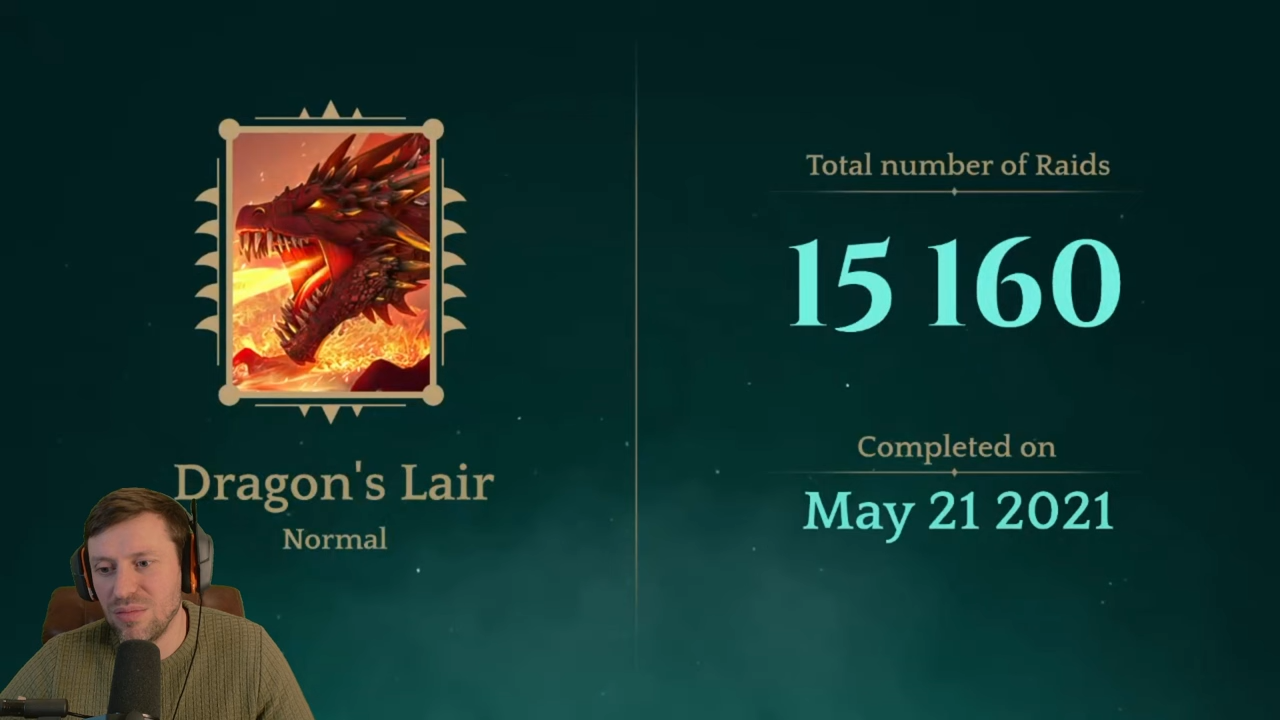 Dragon's Lair
Normal
Total number of Raids
15 160
Completed on
May 21 2021